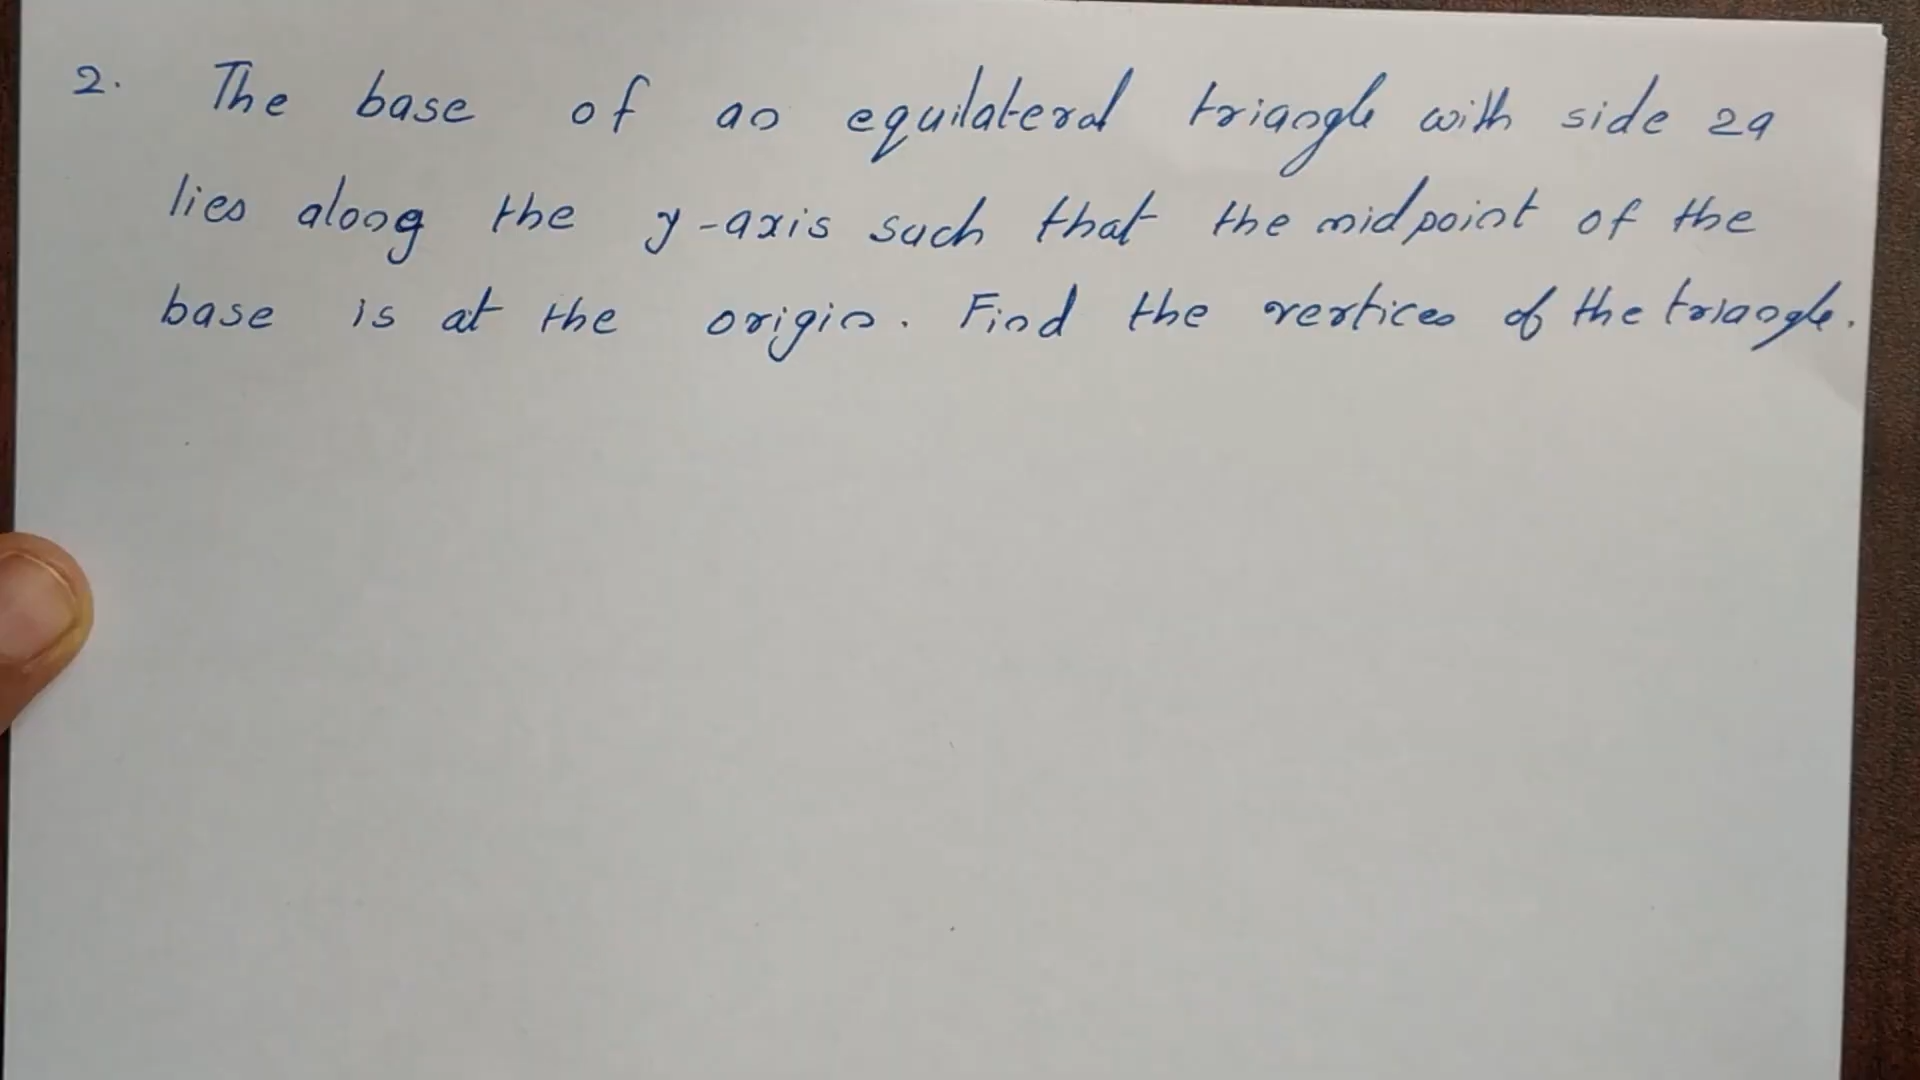 2. The base of an equilateral triangle with side 2a
lies along the y-axis such that the midpoint of the
base is at the origin. Find the vertices of the triangle.